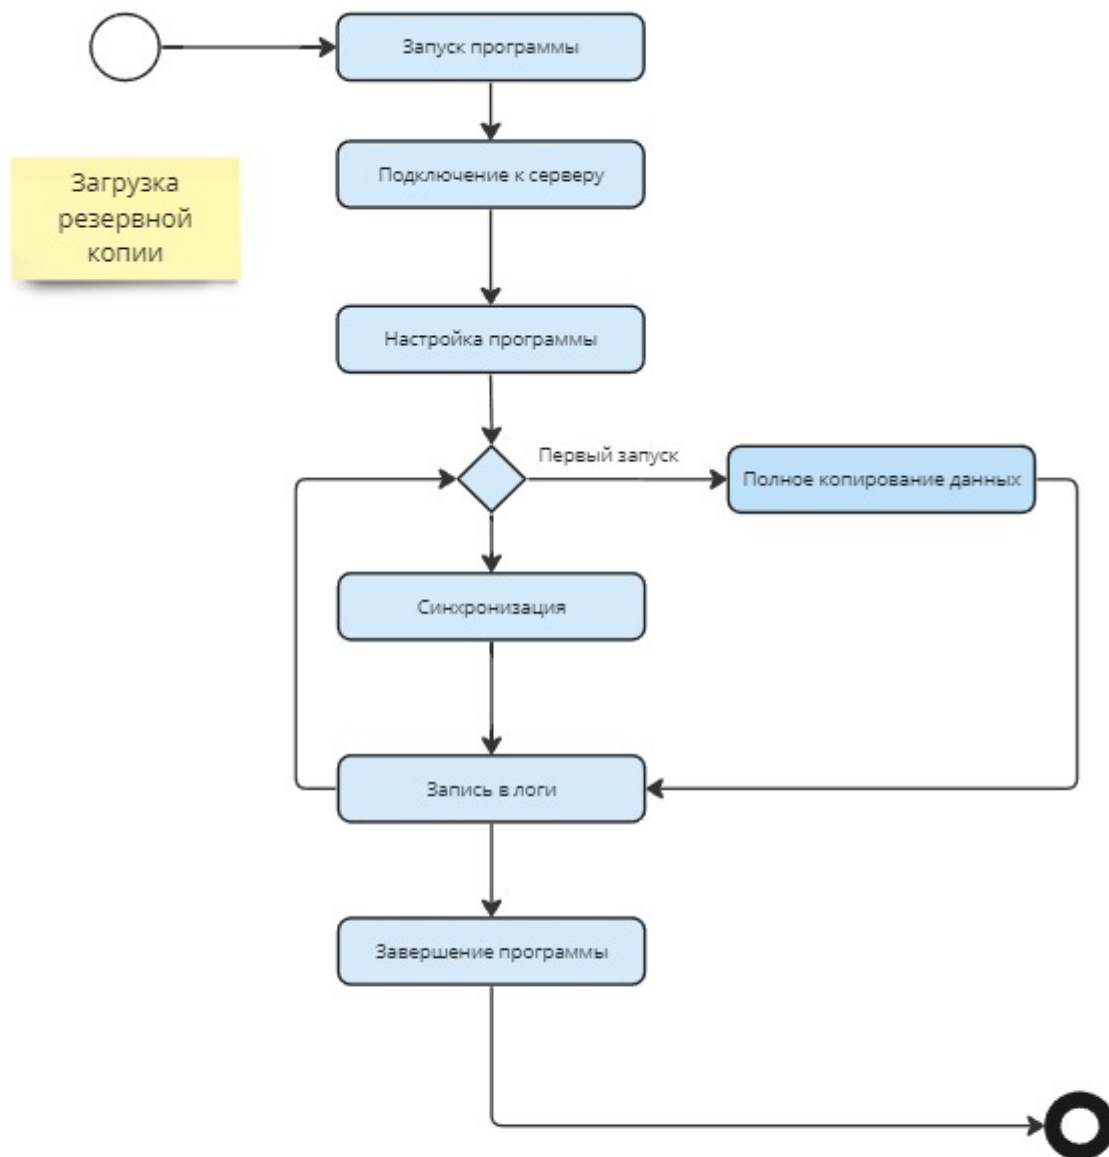 Запуск программы
Подключение к серверу
Загрузка
резервной
копии
Настройка программы
Первый запуск
Полное копирование данных
Синхронизация
Запись в логи
Завершение программы